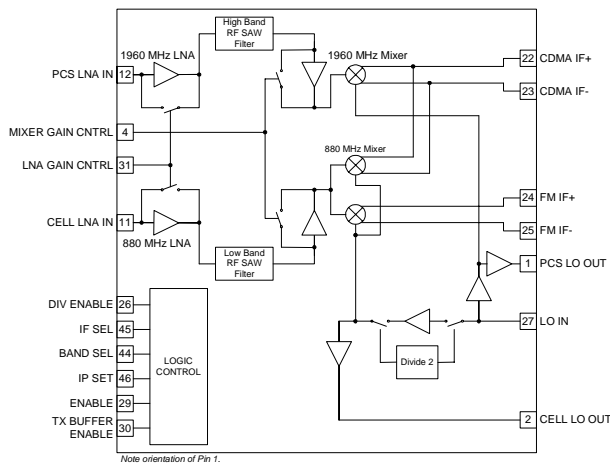 High Band
RF SAW
Filter
1960 MHz LNA
1960 MHz Mixer
PCS LNA IN 12
22 CDMA IF+
23 CDMA IF-
MIXER GAIN CNTRL 4
LNA GAIN CNTRL 31
880 MHz Mixer
CELL LNA IN 11
880 MHz LNA
24 FM IF+
25 FM IF-
Low Band
RF SAW
Filter
1 PCS LO OUT
DIV ENABLE 26
IF SEL 45
BAND SEL 44
IP SET 46
ENABLE 29
TX BUFFER
ENABLE 30
LOGIC
CONTROL
27 LO IN
Divide 2
2 CELL LO OUT
Note orientation of Pin 1.